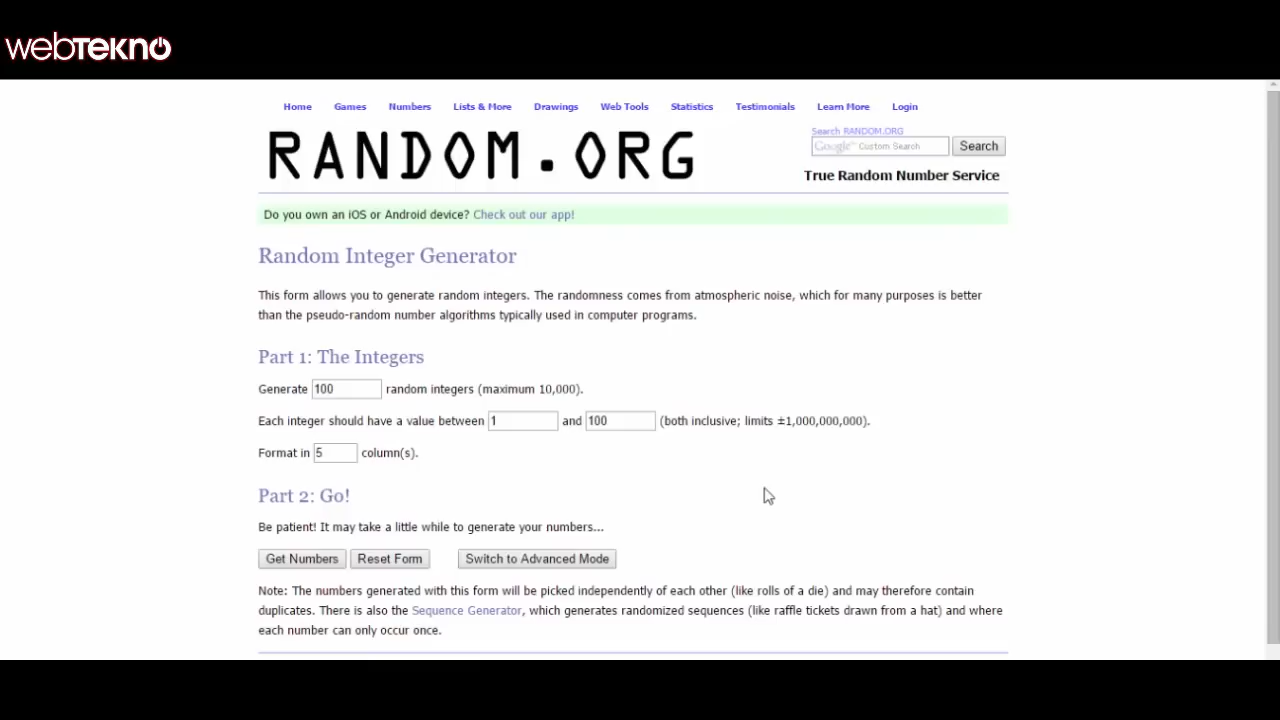 webTEKNO
Home Games Numbers Lists & More Drawings Web Tools Statistics Testimonials Learn More Login
RANDOM.ORG
Search RANDOM.ORG
Google™ Custom Search Search
True Random Number Service
Do you own an iOS or Android device? Check out our app!
Random Integer Generator
This form allows you to generate random integers. The randomness comes from atmospheric noise, which for many purposes is better
than the pseudo-random number algorithms typically used in computer programs.
Part 1: The Integers
Generate 100 random integers (maximum 10,000).
Each integer should have a value between 1 and 100 (both inclusive; limits ±1,000,000,000).
Format in 5 column(s).
Part 2: Go!
Be patient! It may take a little while to generate your numbers...
Get Numbers Reset Form Switch to Advanced Mode
Note: The numbers generated with this form will be picked independently of each other (like rolls of a die) and may therefore contain
duplicates. There is also the Sequence Generator, which generates randomized sequences (like raffle tickets drawn from a hat) and where
each number can only occur once.